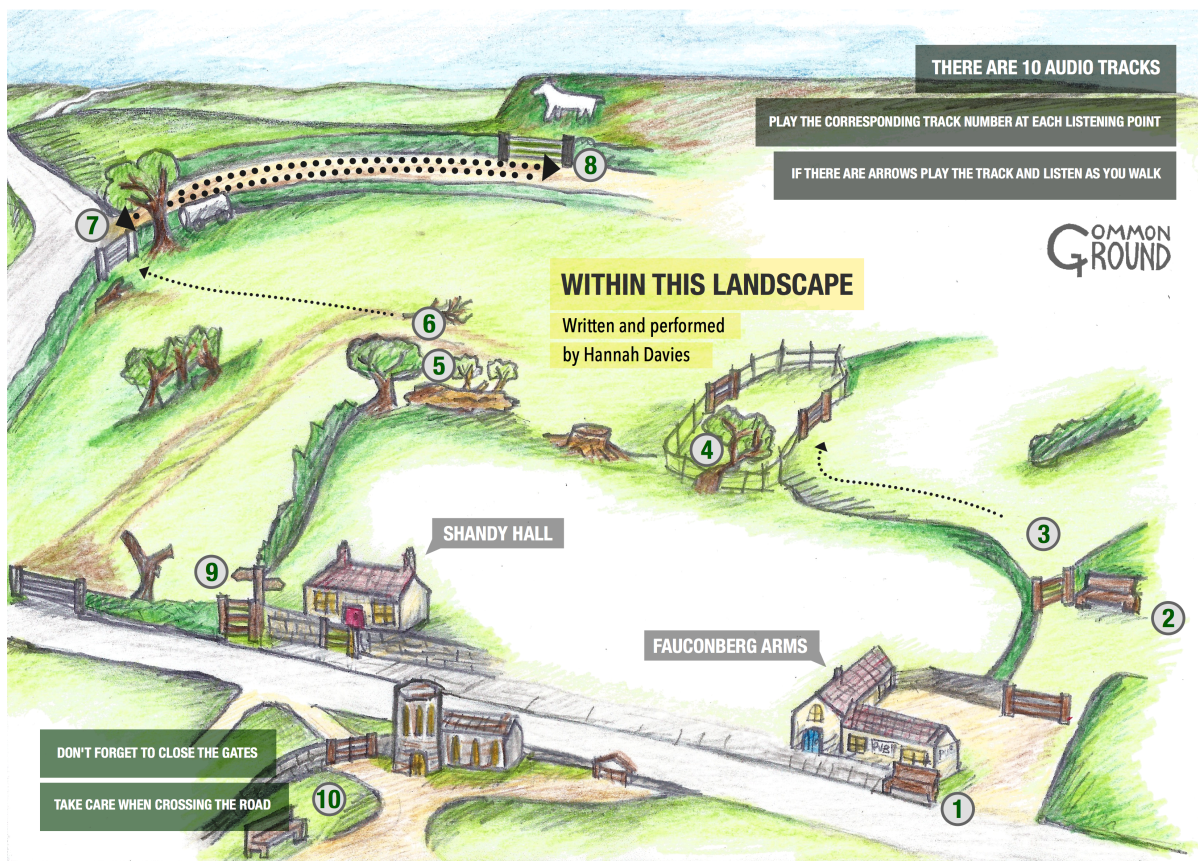 THERE ARE 10 AUDIO TRACKS
PLAY THE CORRESPONDING TRACK NUMBER AT EACH LISTENING POINT
IF THERE ARE ARROWS PLAY THE TRACK AND LISTEN AS YOU WALK
8
7
COMMON
GROUND
WITHIN THIS LANDSCAPE
Written and performed
by Hannah Davies
6
5
4
SHANDY HALL
3
9
2
FAUCONBERG ARMS
PUB
PUB
DON'T FORGET TO CLOSE THE GATES
TAKE CARE WHEN CROSSING THE ROAD
10
1